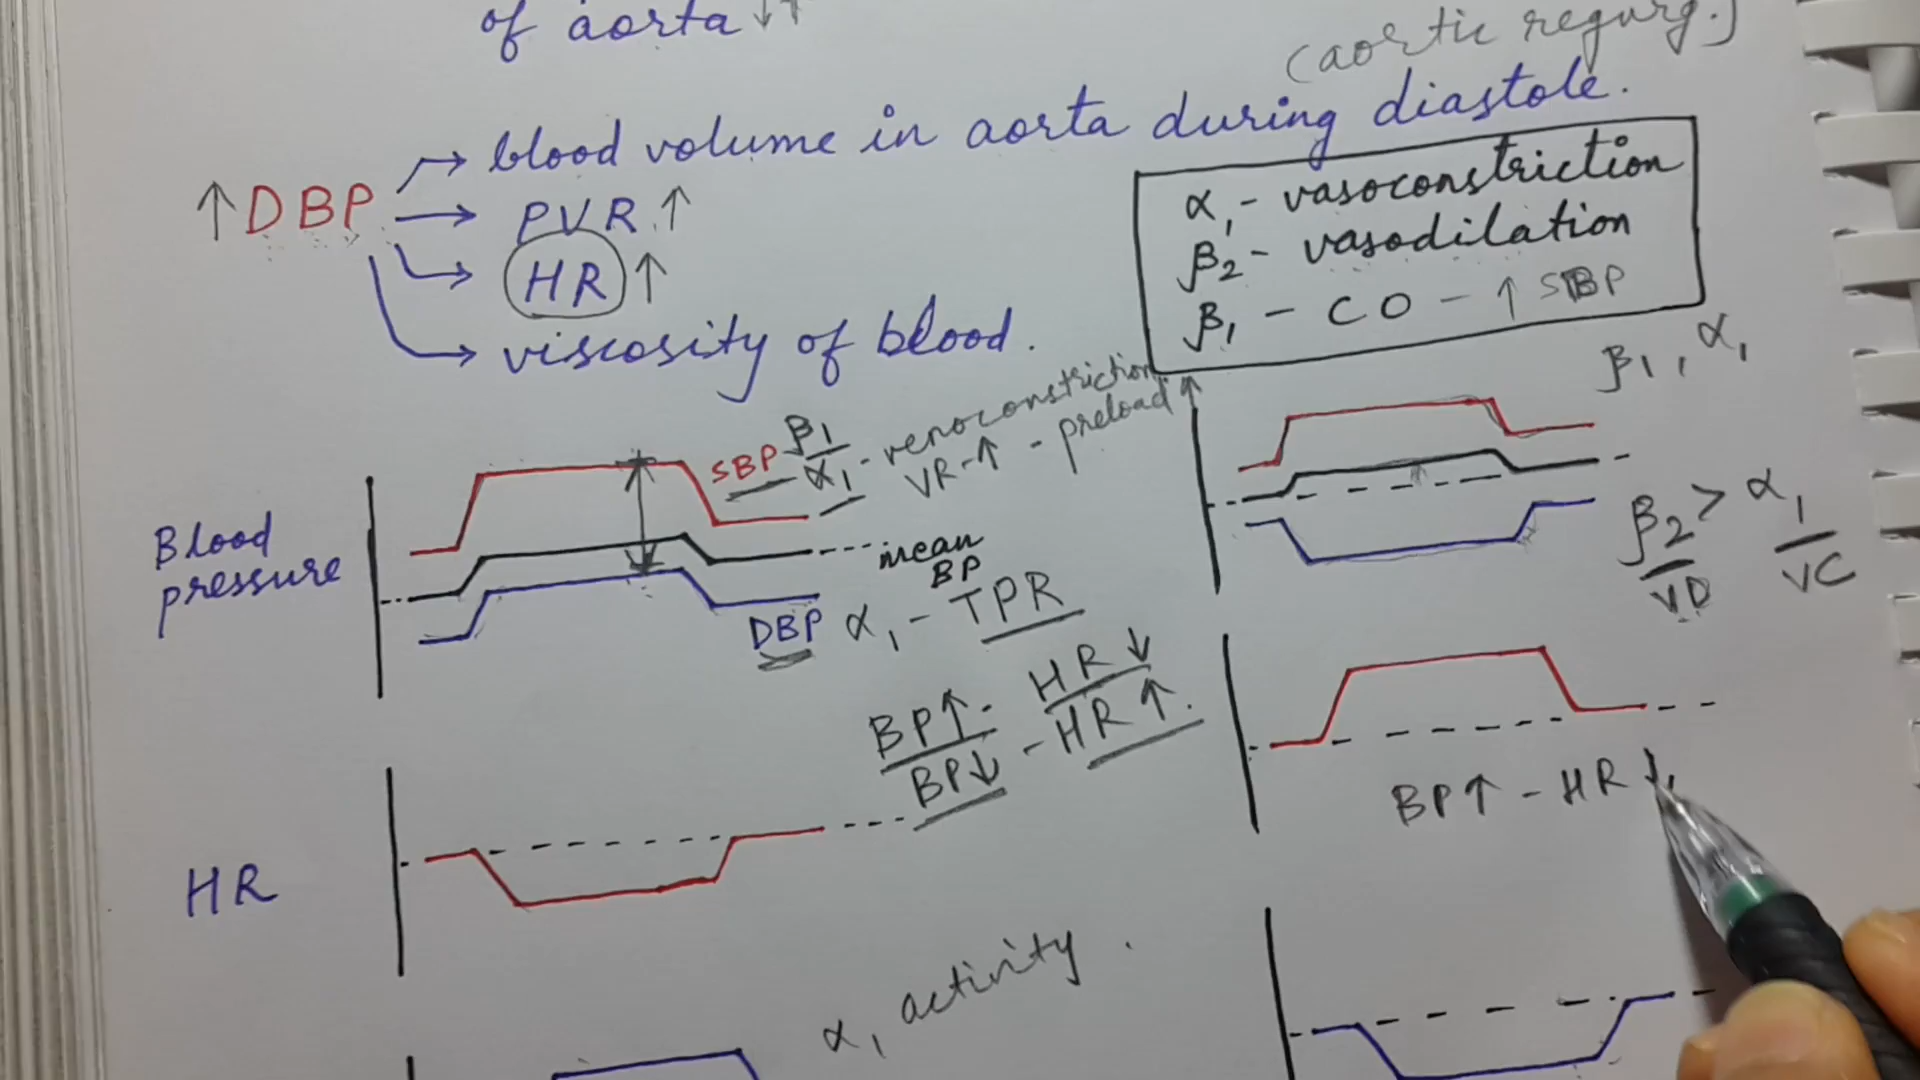 of aorta ↓↑
(aortic regurg.)
→ blood volume in aorta during diastole.
↑DBP → PVR ↑
→ HR ↑
→ viscosity of blood.
α₁ - vasoconstriction
β₂ - vasodilation
β₁ - CO - ↑ SBP
β₁, α₁
SBP - β₁
α₁ - venoconstriction
VR-↑ - preload ↑
Blood
pressure
mean
BP
DBP α₁ - TPR
β₂ > α₁
VD VC
BP↑ - HR↓
BP↓ - HR↑.
BP↑ - HR↓
HR
α₁ activity.